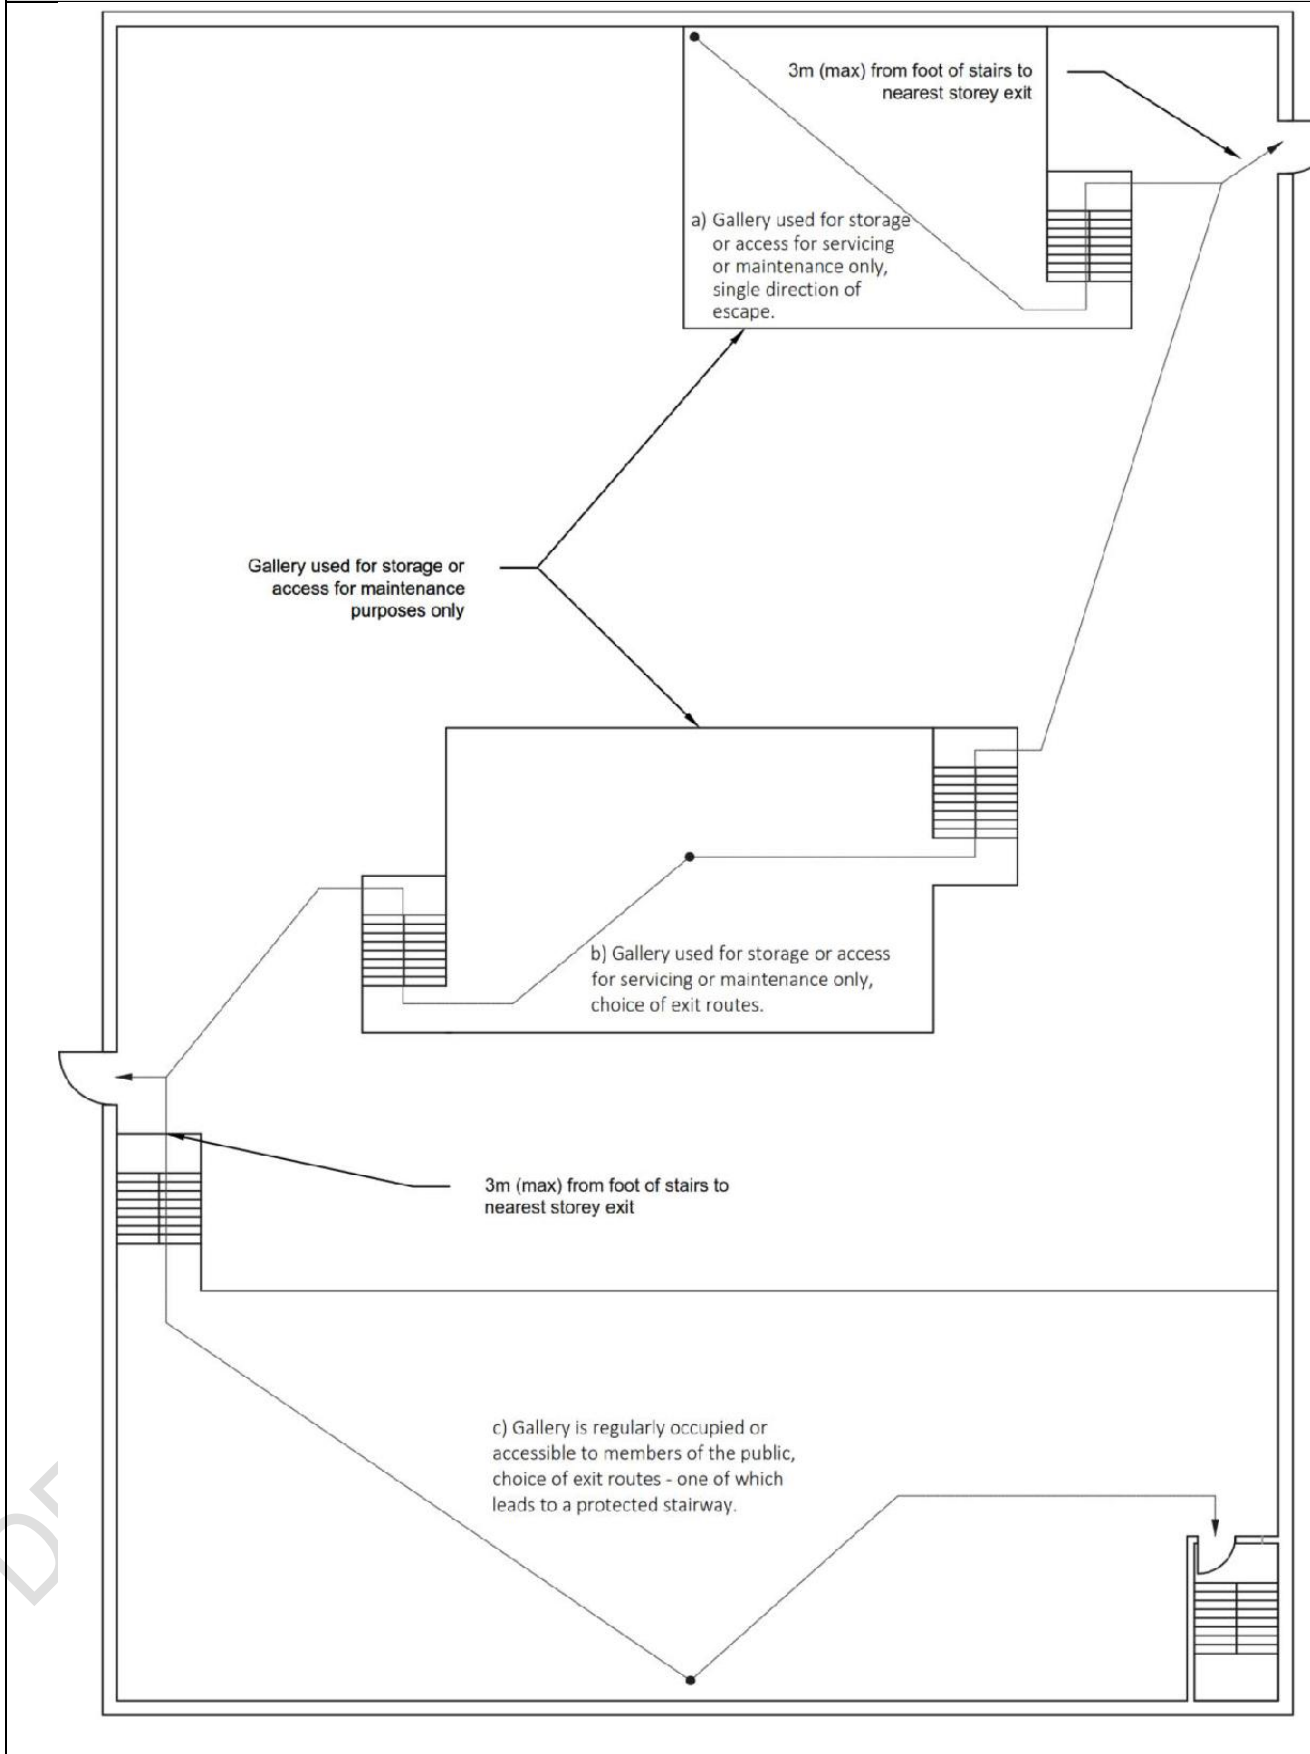 3m (max) from foot of stairs to
nearest storey exit
a) Gallery used for storage
or access for servicing
or maintenance only,
single direction of
escape.
Gallery used for storage or
access for maintenance
purposes only
b) Gallery used for storage or access
for servicing or maintenance only,
choice of exit routes.
3m (max) from foot of stairs to
nearest storey exit
c) Gallery is regularly occupied or
accessible to members of the public,
choice of exit routes - one of which
leads to a protected stairway.